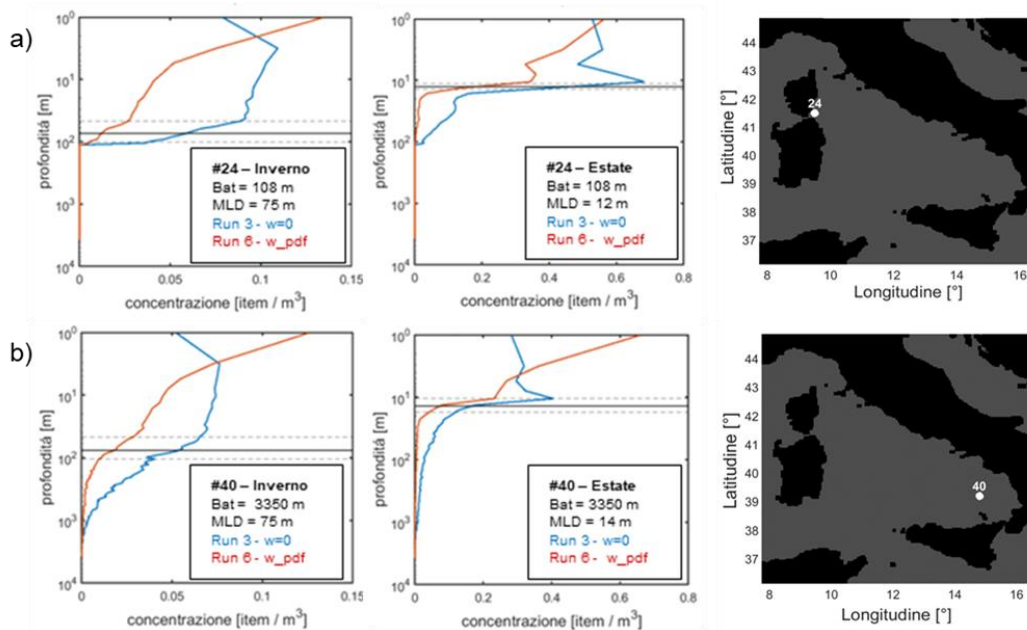 a)
profonditá [m]
10⁰
10¹
10²
10³
10⁴
0
0.05
0.1
0.15
concentrazione [item / m³]
#24 – Inverno
Bat = 108 m
MLD = 75 m
Run 3 - w=0
Run 6 - w_pdf
profonditá [m]
10⁰
10¹
10²
10³
10⁴
0
0.2
0.4
0.6
0.8
concentrazione [item / m³]
#24 – Estate
Bat = 108 m
MLD = 12 m
Run 3 - w=0
Run 6 - w_pdf
Latitudine [°]
44
43
42
41
40
39
38
37
24
8
10
12
14
16
Longitudine [°]
b)
profonditá [m]
10⁰
10¹
10²
10³
10⁴
0
0.05
0.1
0.15
concentrazione [item / m³]
#40 – Inverno
Bat = 3350 m
MLD = 75 m
Run 3 - w=0
Run 6 - w_pdf
profonditá [m]
10⁰
10¹
10²
10³
10⁴
0
0.2
0.4
0.6
0.8
concentrazione [item / m³]
#40 – Estate
Bat = 3350 m
MLD = 14 m
Run 3 - w=0
Run 6 - w_pdf
Latitudine [°]
44
43
42
41
40
39
38
37
40
8
10
12
14
16
Longitudine [°]